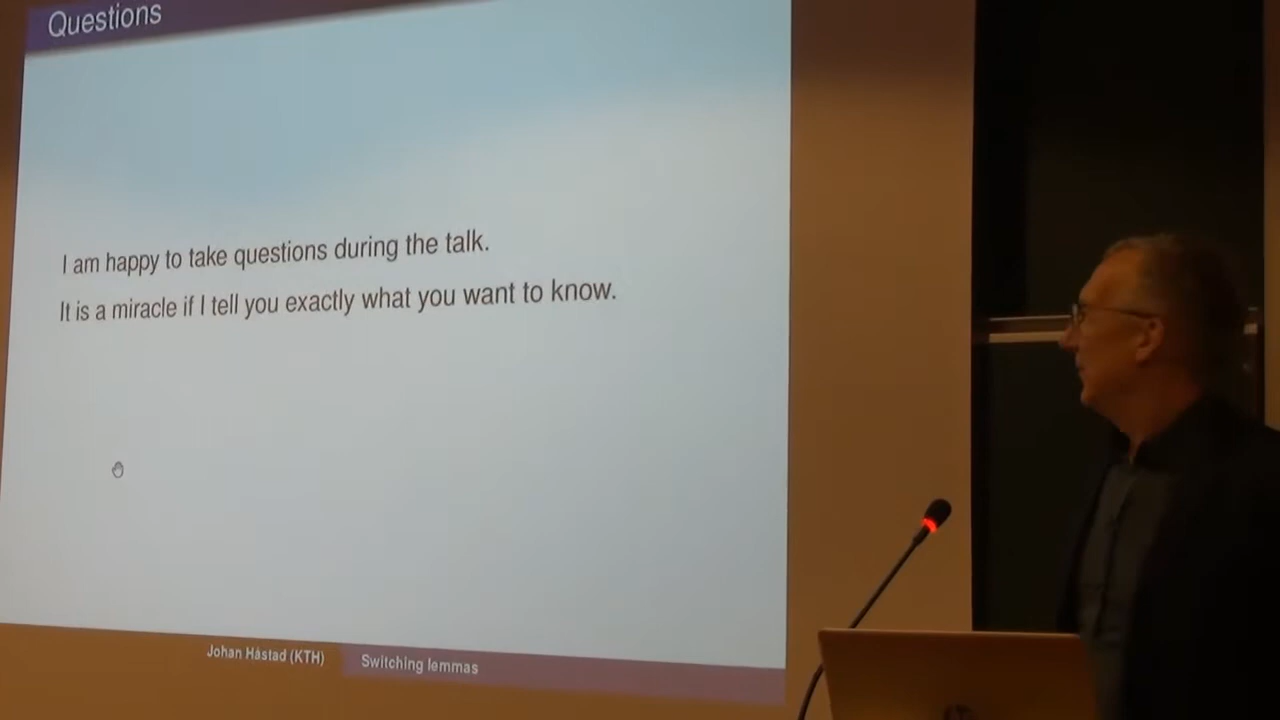 Questions
I am happy to take questions during the talk.
It is a miracle if I tell you exactly what you want to know.
Johan Håstad (KTH)
Switching lemmas